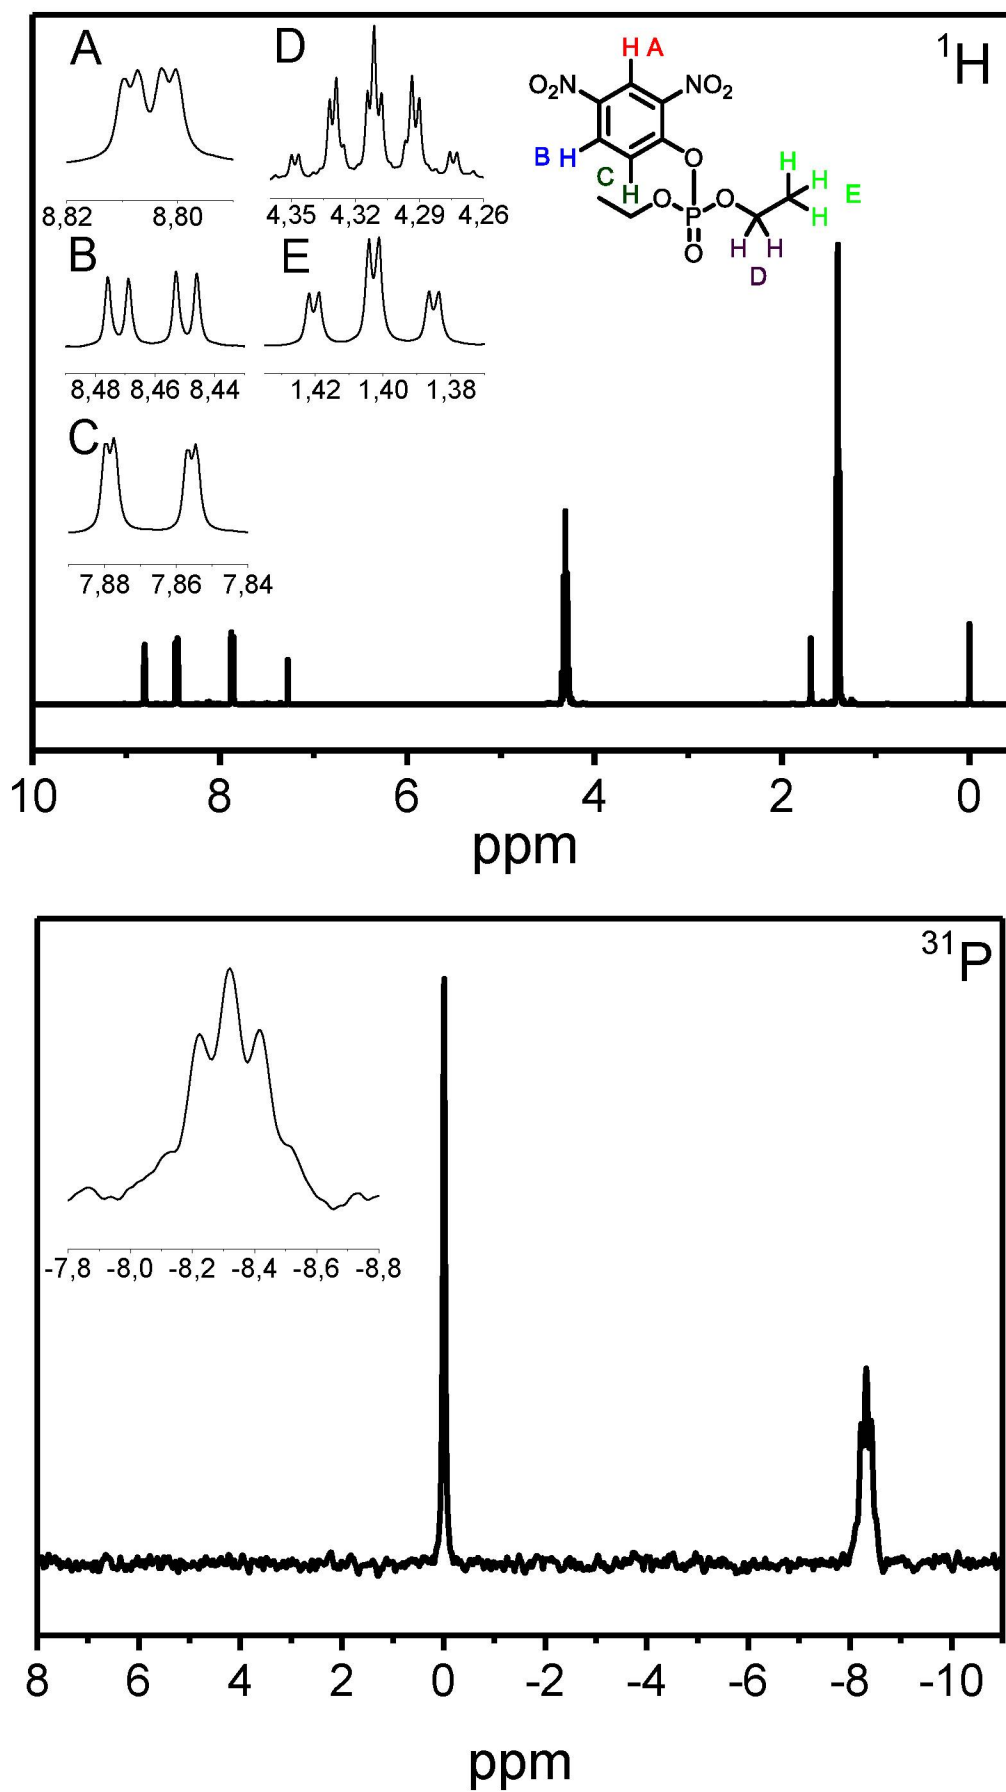 A
D
H A
¹H
O₂N
NO₂
B H
O
C
H
H
H
E
H
O
P
O
O
H
H
D
8,82
8,80
4,35
4,32
4,29
4,26
B
E
8,48
8,46
8,44
1,42
1,40
1,38
C
7,88
7,86
7,84
10
8
6
4
2
0
ppm
³¹P
-7,8
-8,0
-8,2
-8,4
-8,6
-8,8
8
6
4
2
0
-2
-4
-6
-8
-10
ppm